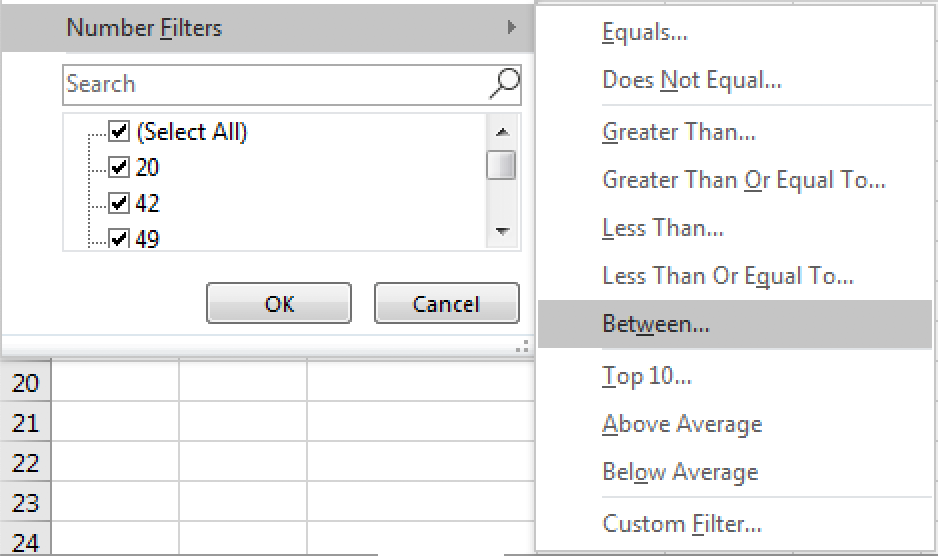 Number Filters
Search
(Select All)
20
42
49
OK
Cancel
20
21
22
23
24
Equals...
Does Not Equal...
Greater Than...
Greater Than Or Equal To...
Less Than...
Less Than Or Equal To...
Between...
Top 10...
Above Average
Below Average
Custom Filter...